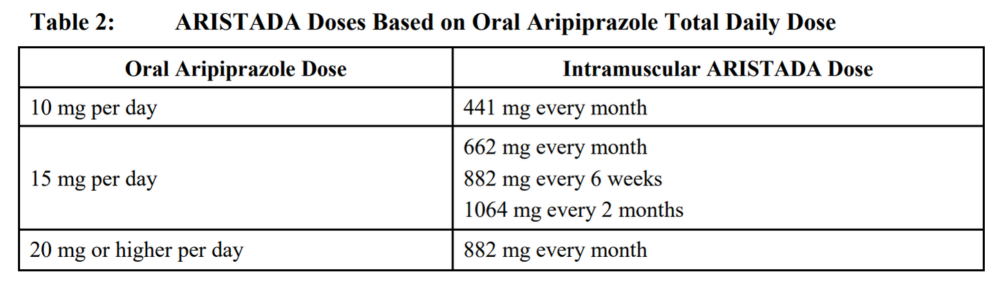 Table 2: ARISTADA Doses Based on Oral Aripiprazole Total Daily Dose
Oral Aripiprazole Dose
Intramuscular ARISTADA Dose
10 mg per day
441 mg every month
15 mg per day
662 mg every month
882 mg every 6 weeks
1064 mg every 2 months
20 mg or higher per day
882 mg every month